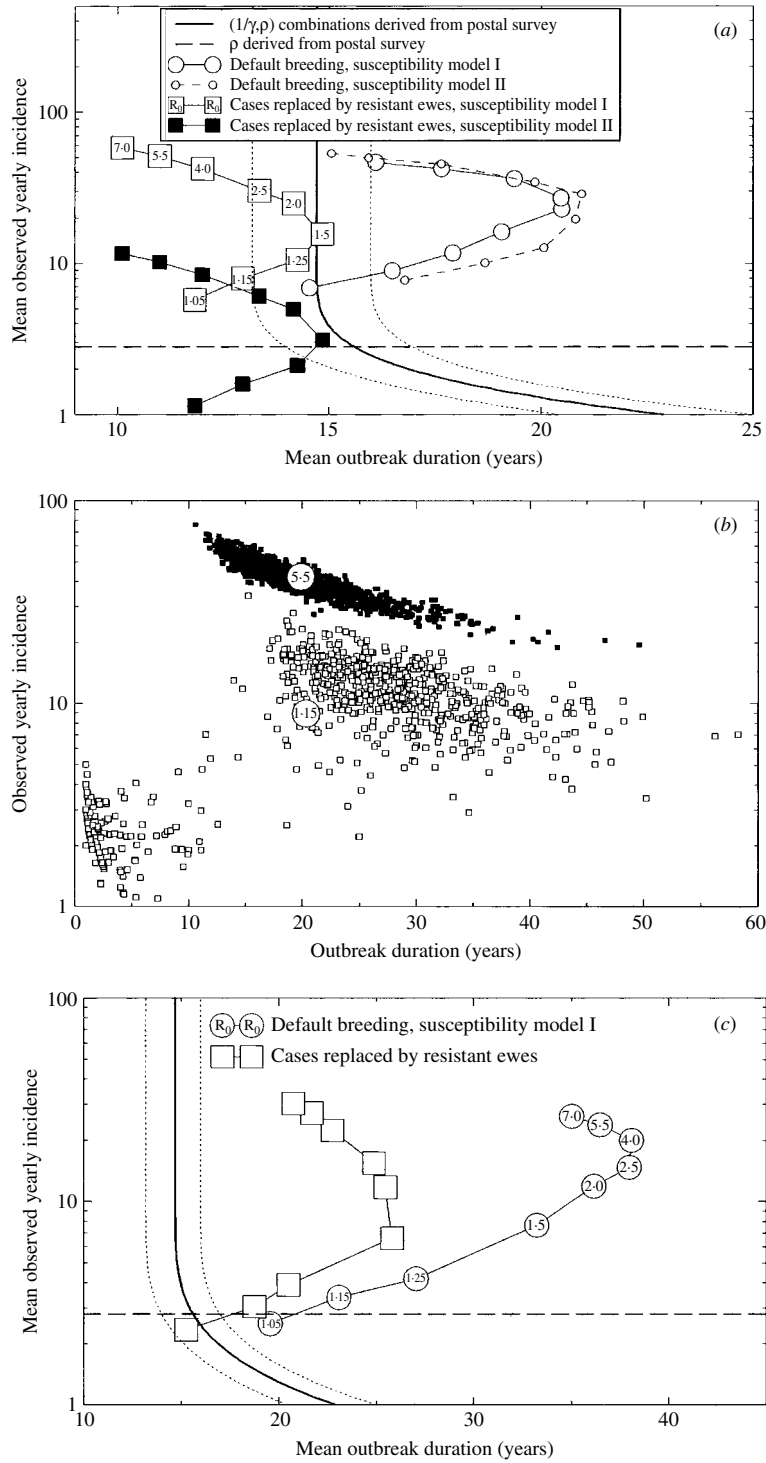 (1/γ,ρ) combinations derived from postal survey
ρ derived from postal survey
Default breeding, susceptibility model I
Default breeding, susceptibility model II
R₀ R₀ Cases replaced by resistant ewes, susceptibility model I
Cases replaced by resistant ewes, susceptibility model II
(a)
Mean observed yearly incidence
100
10
1
7·0
5·5
4·0
2·5
2·0
1·5
1·25
1·15
1·05
10 15 20 25
Mean outbreak duration (years)
(b)
Observed yearly incidence
100
10
1
5·5
1·15
0 10 20 30 40 50 60
Outbreak duration (years)
(c)
R₀ R₀ Default breeding, susceptibility model I
Cases replaced by resistant ewes
Mean observed yearly incidence
100
10
1
7·0
5·5
4·0
2·5
2·0
1·5
1·25
1·15
1·05
10 20 30 40
Mean outbreak duration (years)